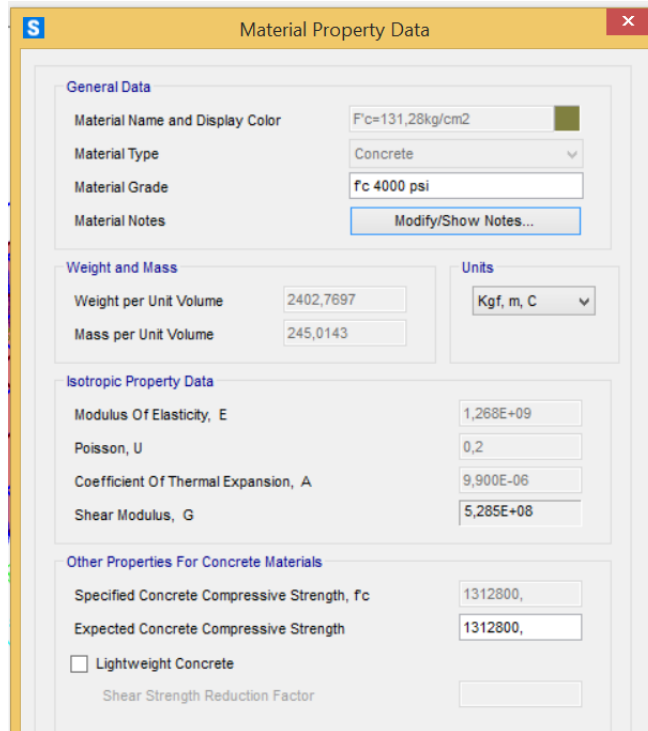 S
Material Property Data
x
General Data
Material Name and Display Color F'c=131,28kg/cm2
Material Type Concrete
Material Grade f'c 4000 psi
Material Notes Modify/Show Notes...
Weight and Mass
Weight per Unit Volume 2402,7697
Mass per Unit Volume 245,0143
Units
Kgf, m, C
Isotropic Property Data
Modulus Of Elasticity, E 1,268E+09
Poisson, U 0,2
Coefficient Of Thermal Expansion, A 9,900E-06
Shear Modulus, G 5,285E+08
Other Properties For Concrete Materials
Specified Concrete Compressive Strength, f'c 1312800,
Expected Concrete Compressive Strength 1312800,
Lightweight Concrete
Shear Strength Reduction Factor